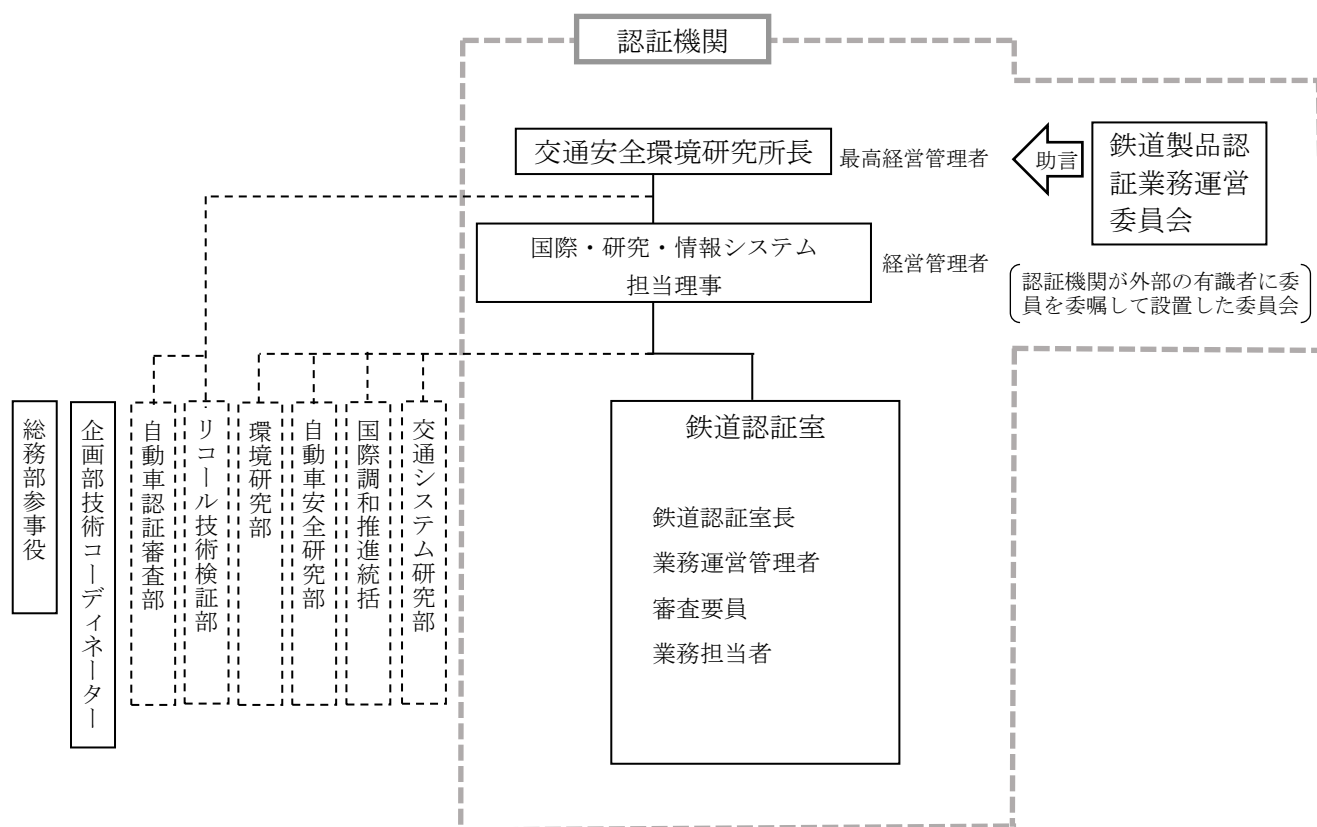 認証機関
交通安全環境研究所長
最高経営管理者
助言
鉄道製品認
証業務運営
委員会
国際・研究・情報システム
担当理事
経営管理者
認証機関が外部の有識者に委
員を委嘱して設置した委員会
総務部参事役
企画部技術コーディネーター
自動車認証審査部
リコール技術検証部
環境研究部
自動車安全研究部
国際調和推進統括
交通システム研究部
鉄道認証室
鉄道認証室長
業務運営管理者
審査要員
業務担当者